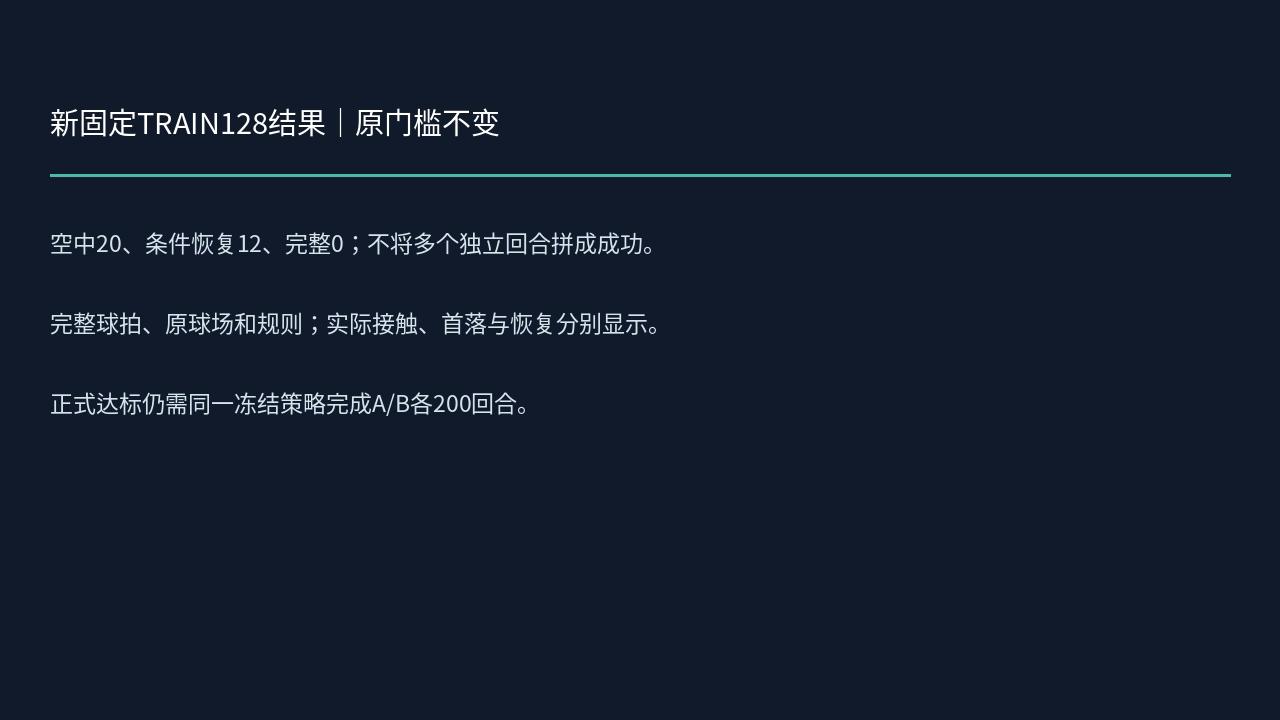 新固定TRAIN128结果｜原门槛不变
空中20、条件恢复12、完整0；不将多个独立回合拼成成功。
完整球拍、原球场和规则；实际接触、首落与恢复分别显示。
正式达标仍需同一冻结策略完成A/B各200回合。